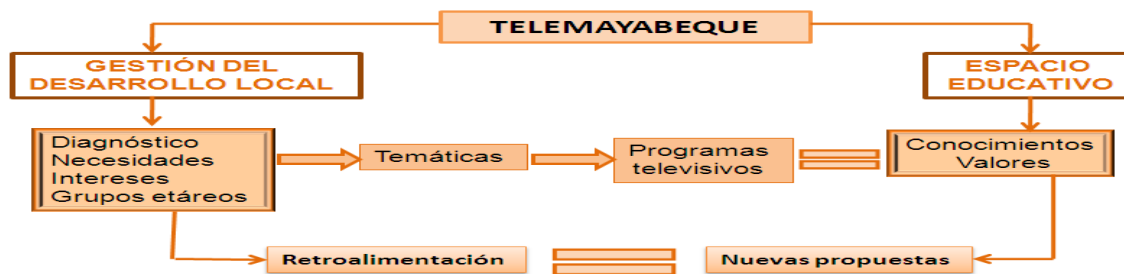 TELEMAYABEQUE
GESTIÓN DEL
DESARROLLO LOCAL
ESPACIO
EDUCATIVO
Diagnóstico
Necesidades
Intereses
Grupos etáreos
Temáticas
Programas
televisivos
Conocimientos
Valores
Retroalimentación
Nuevas propuestas